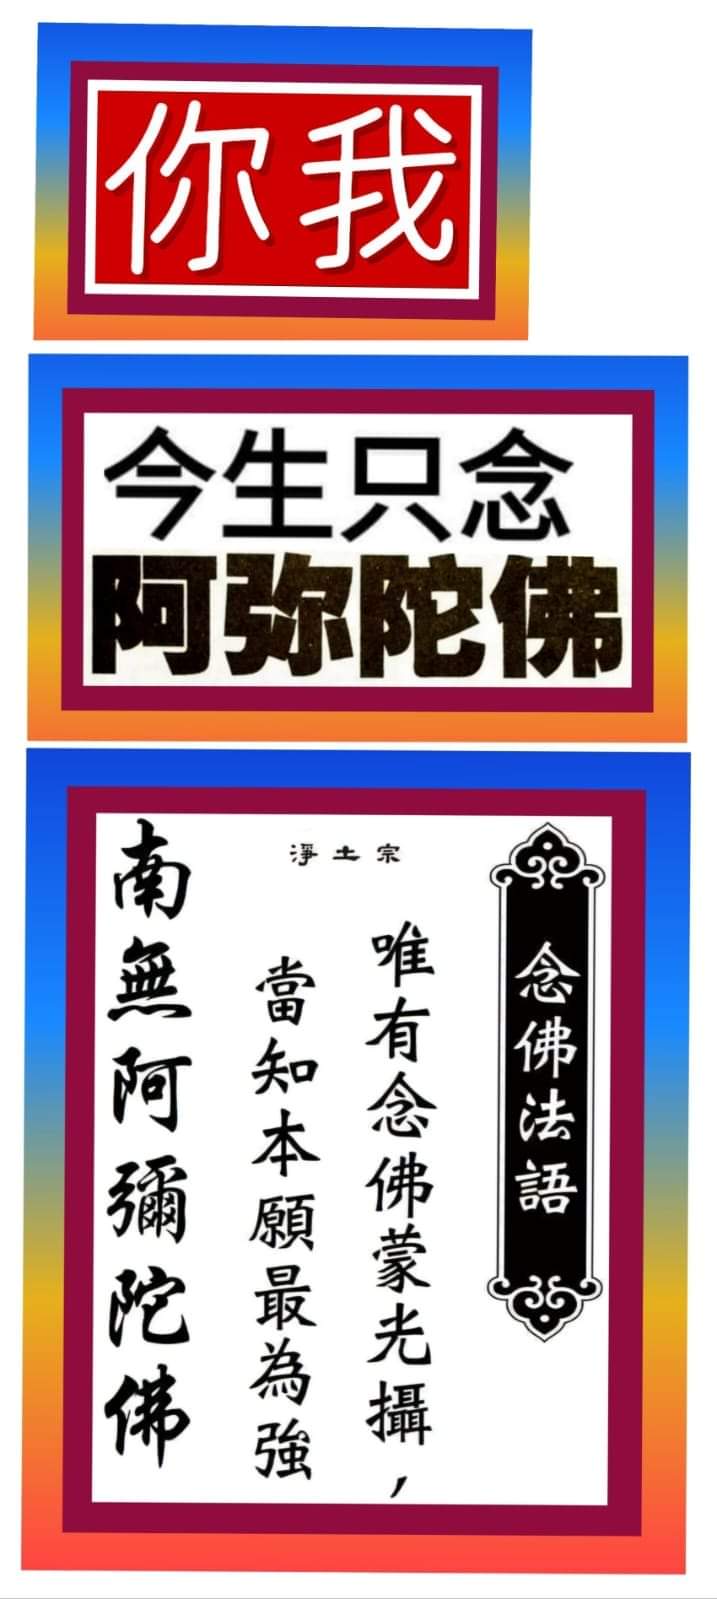 你我
今生只念
阿弥陀佛
淨土宗
念佛法語
唯有念佛蒙光攝，
當知本願最為強
南無阿彌陀佛